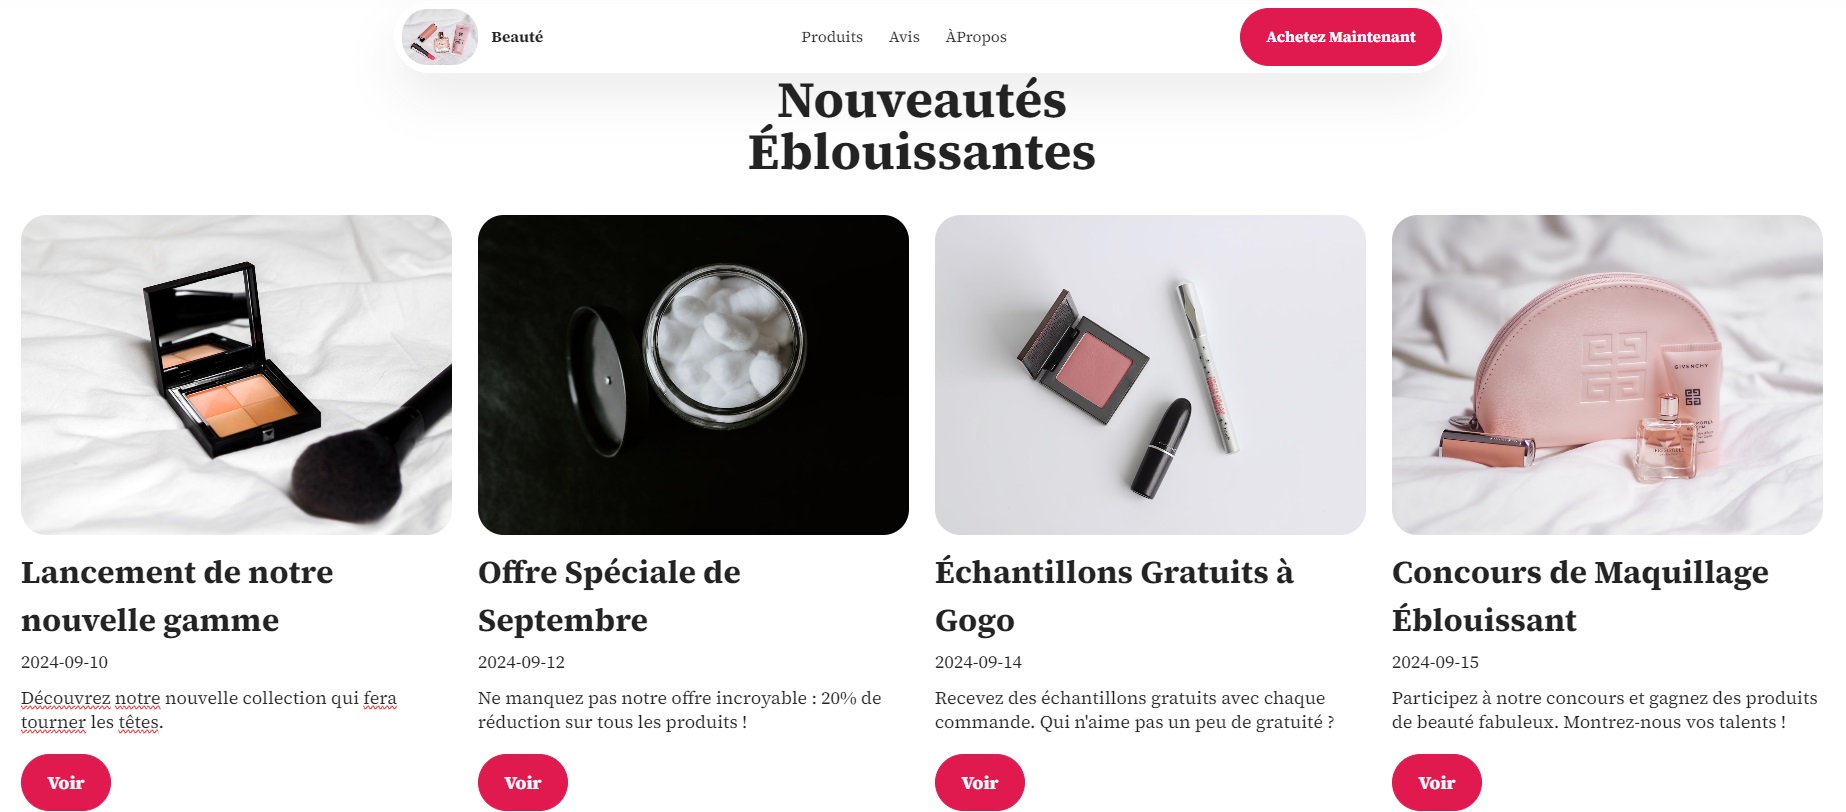 Beauté
Produits Avis ÀPropos
Achetez Maintenant
Nouveautés
Éblouissantes
GIVENCHY
Lancement de notre
nouvelle gamme
2024-09-10
Découvrez notre nouvelle collection qui fera
tourner les têtes.
Voir
Offre Spéciale de
Septembre
2024-09-12
Ne manquez pas notre offre incroyable : 20% de
réduction sur tous les produits !
Voir
Échantillons Gratuits à
Gogo
2024-09-14
Recevez des échantillons gratuits avec chaque
commande. Qui n'aime pas un peu de gratuité ?
Voir
Concours de Maquillage
Éblouissant
2024-09-15
Participez à notre concours et gagnez des produits
de beauté fabuleux. Montrez-nous vos talents !
Voir